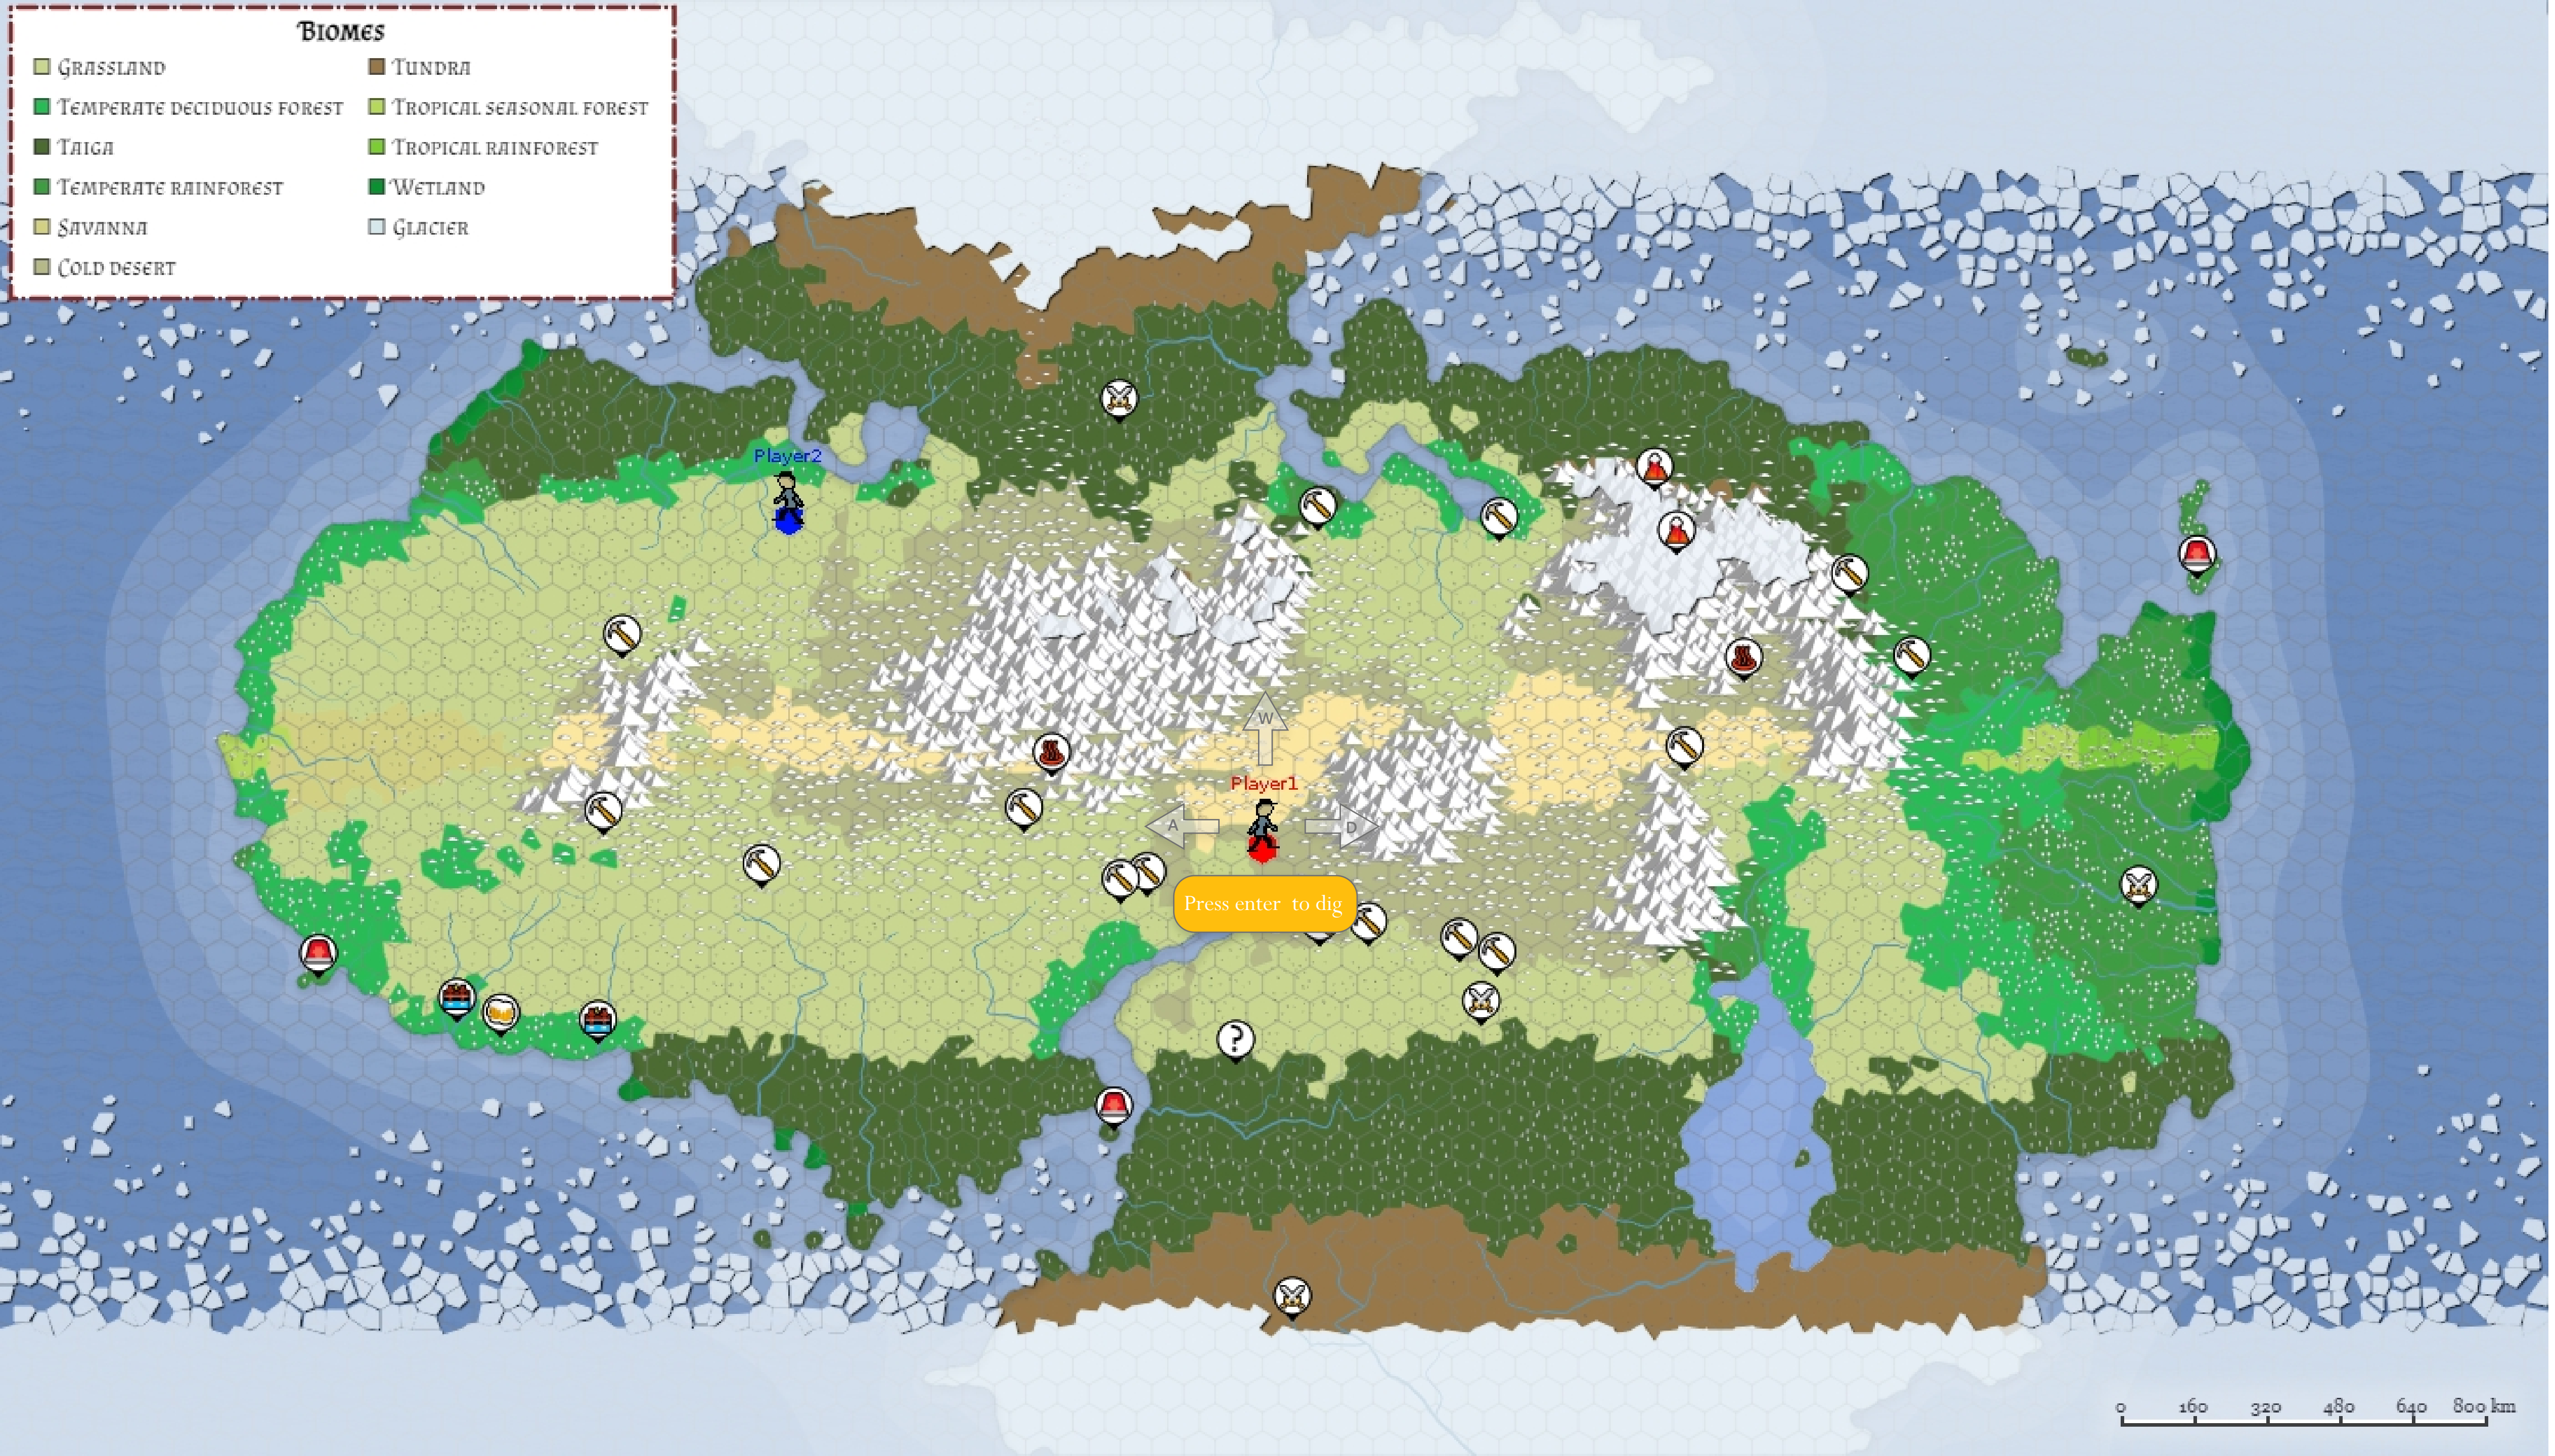 Biomes
Grassland
Temperate deciduous forest
Taiga
Temperate rainforest
Savanna
Cold desert
Tundra
Tropical seasonal forest
Tropical rainforest
Wetland
Glacier
Player2
W
Player1
A
D
Press enter to dig
?
0 160 320 480 640 800 km